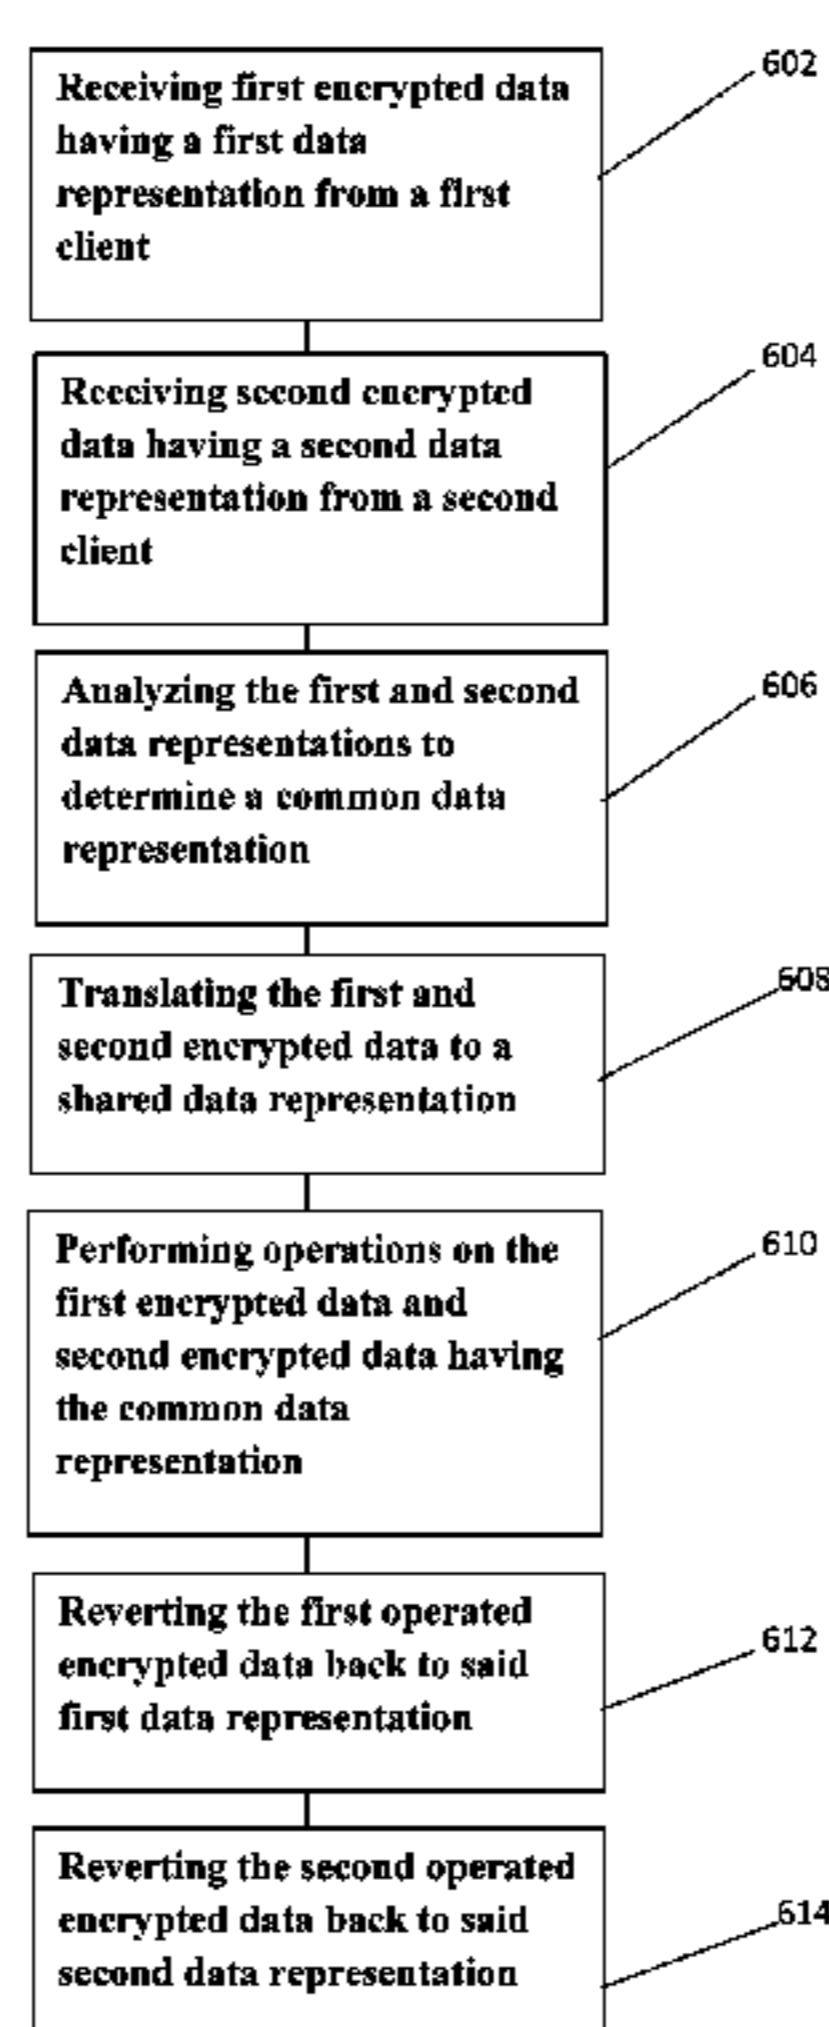 Receiving first encrypted data
having a first data
representation from a first
client
602
Receiving second encrypted
data having a second data
representation from a second
client
604
Analyzing the first and second
data representations to
determine a common data
representation
606
Translating the first and
second encrypted data to a
shared data representation
608
Performing operations on the
first encrypted data and
second encrypted data having
the common data
representation
610
Reverting the first operated
encrypted data back to said
first data representation
612
Reverting the second operated
encrypted data back to said
second data representation
614